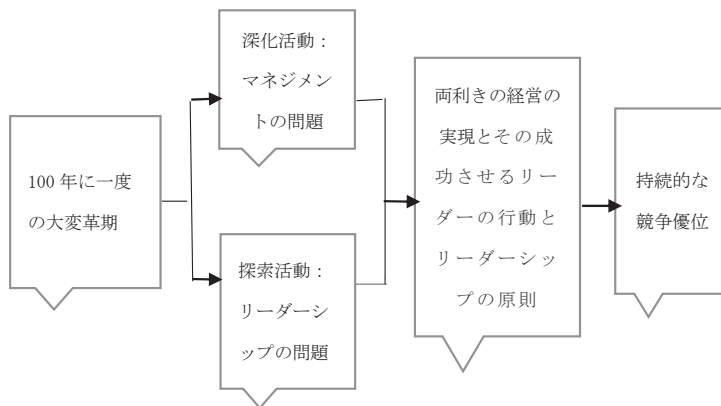 100 年に一度
の大変革期
深化活動：
マネジメン
トの問題
探索活動：
リーダーシ
ップの問題
両利きの経営の
実現とその成
功させるリー
ダーの行動と
リーダーシッ
プの原則
持続的な
競争優位